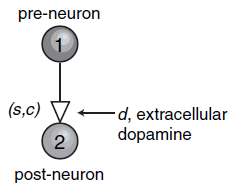 pre-neuron
1
(s,c)
d, extracellular
dopamine
2
post-neuron